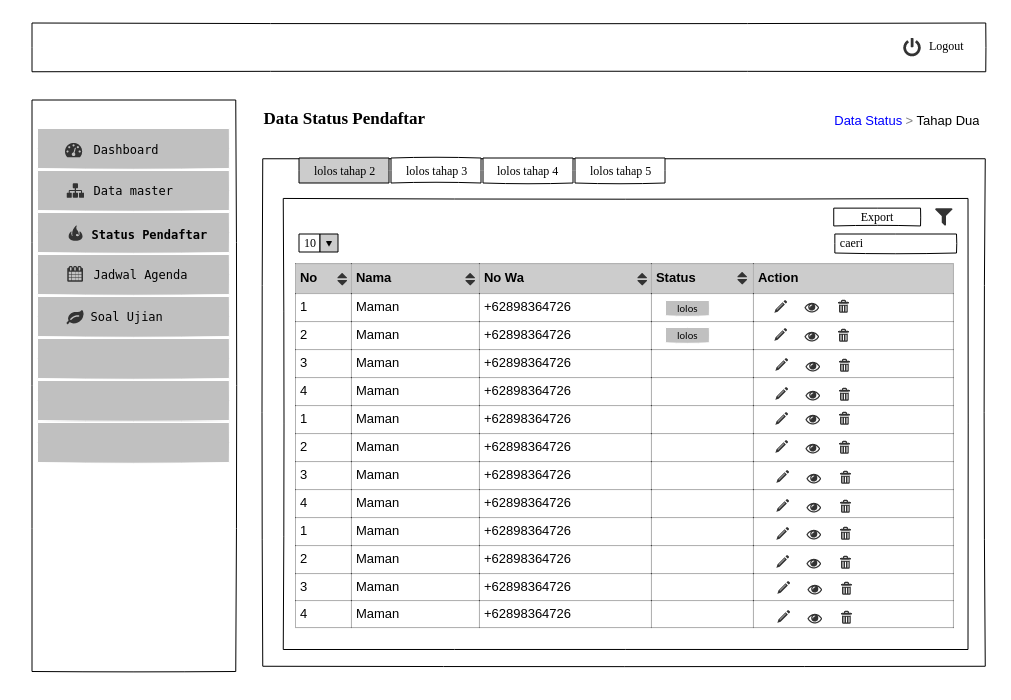 Logout
Dashboard
Data master
Status Pendaftar
Jadwal Agenda
Soal Ujian
Data Status Pendaftar
Data Status > Tahap Dua
lolos tahap 2 lolos tahap 3 lolos tahap 4 lolos tahap 5
Export
10 caeri
No Nama No Wa Status Action
1 Maman +62898364726 lolos
2 Maman +62898364726 lolos
3 Maman +62898364726
4 Maman +62898364726
1 Maman +62898364726
2 Maman +62898364726
3 Maman +62898364726
4 Maman +62898364726
1 Maman +62898364726
2 Maman +62898364726
3 Maman +62898364726
4 Maman +62898364726